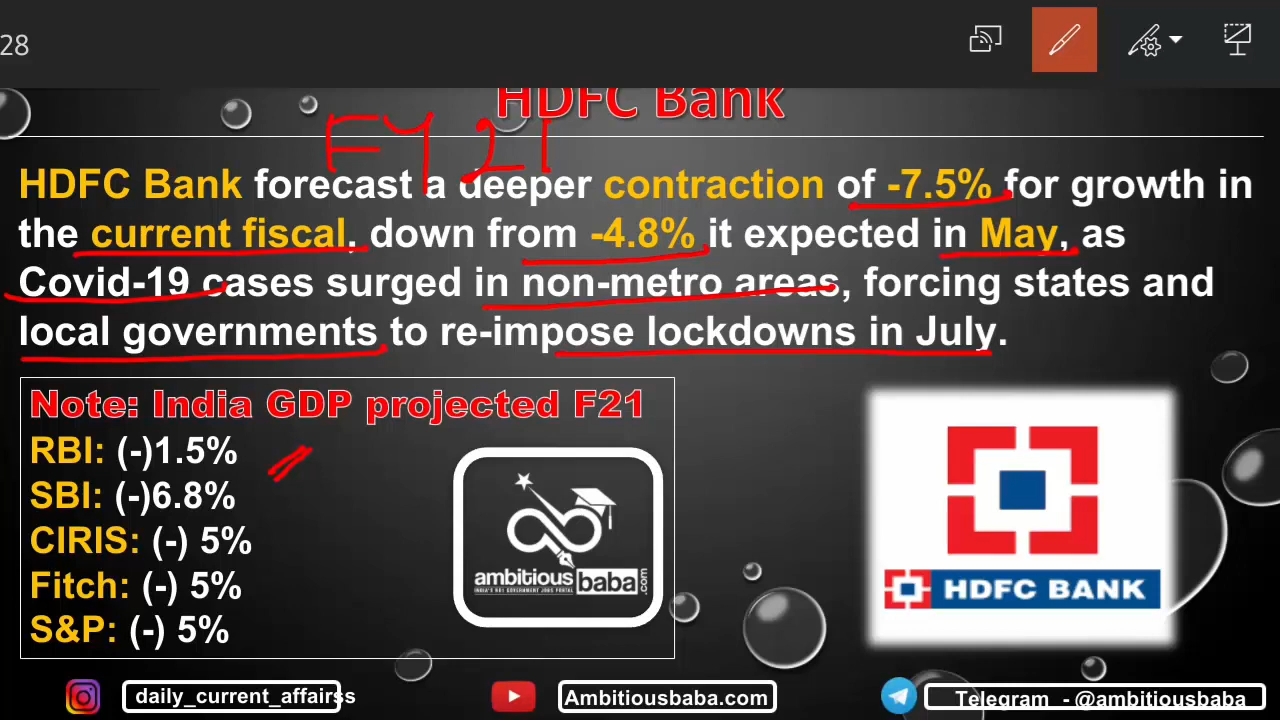 28
HDFC Bank
FY 21
HDFC Bank forecast a deeper contraction of -7.5% for growth in
the current fiscal, down from -4.8% it expected in May, as
Covid-19 cases surged in non-metro areas, forcing states and
local governments to re-impose lockdowns in July.
Note: India GDP projected F21
RBI: (-)1.5%
SBI: (-)6.8%
CIRIS: (-) 5%
Fitch: (-) 5%
S&P: (-) 5%
ambitious baba.com
INDIA'S NO1 GOVERNMENT JOBS PORTAL
HDFC BANK
daily_current_affairss
Ambitiousbaba.com
Telegram - @ambitiousbaba